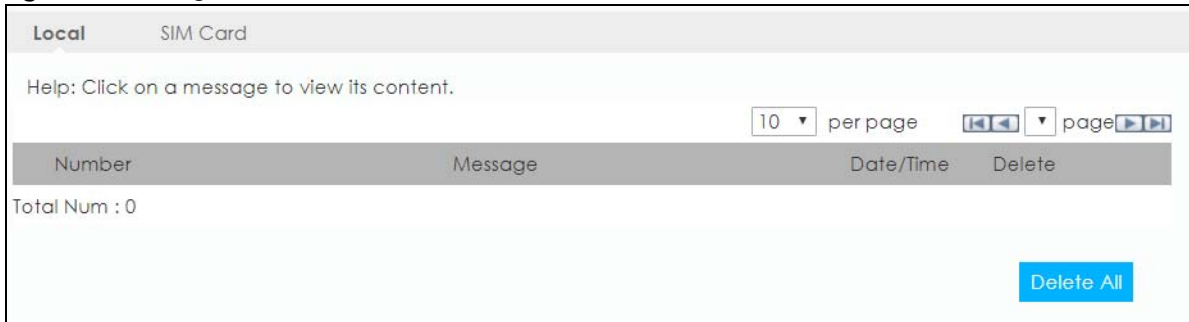 Local SIM Card
Help: Click on a message to view its content.
10 per page page
Number Message Date/Time Delete
Total Num : 0
Delete All